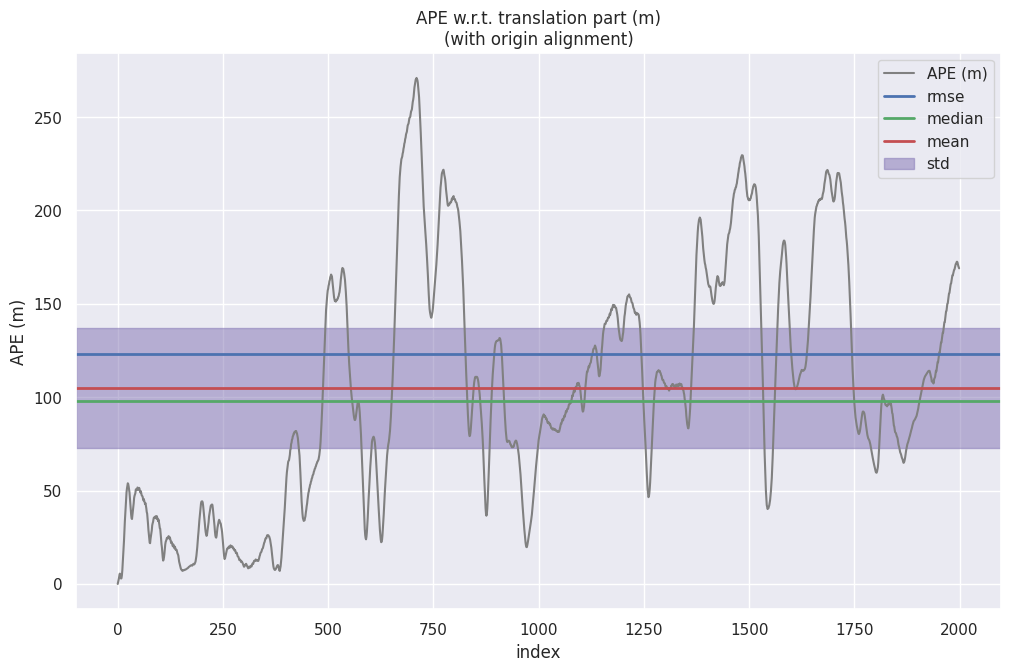 APE w.r.t. translation part (m)
(with origin alignment)
APE (m)
rmse
median
mean
std
APE (m)
250
200
150
100
50
0
0 250 500 750 1000 1250 1500 1750 2000
index